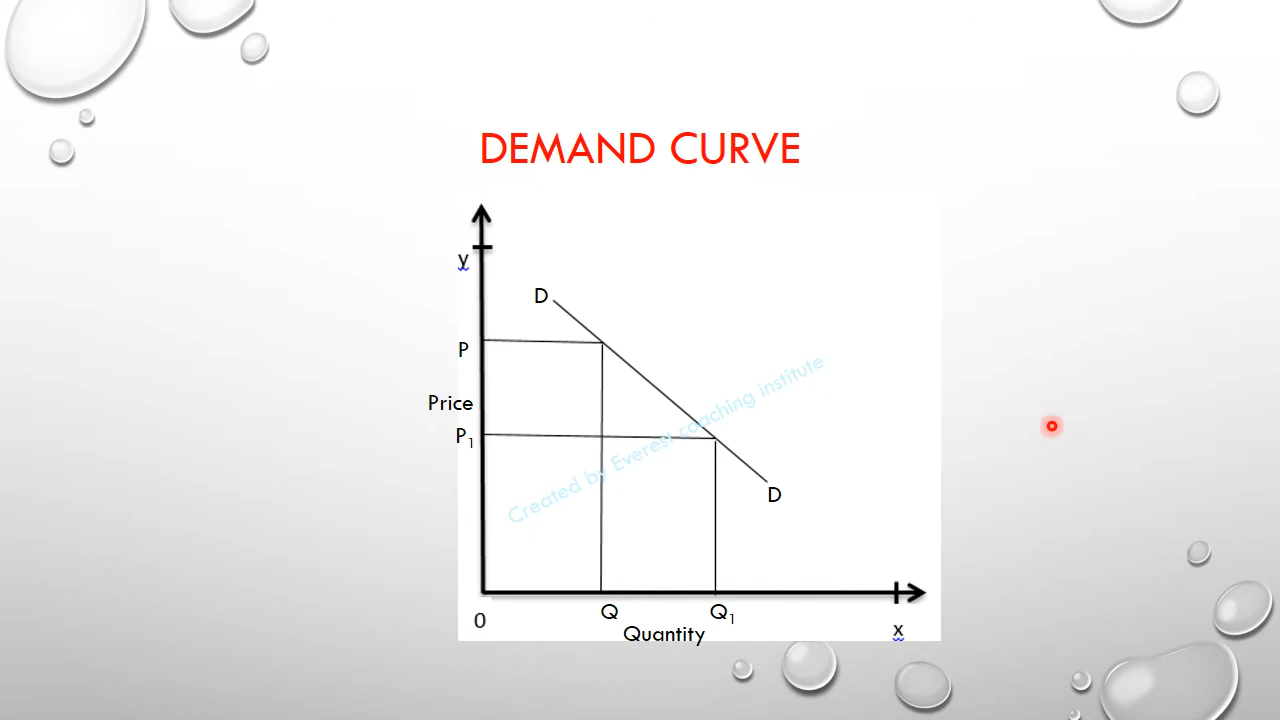 DEMAND CURVE
y
D
P
Price
P₁
Created by Everest coaching institute
D
0
Q
Q₁
Quantity
x